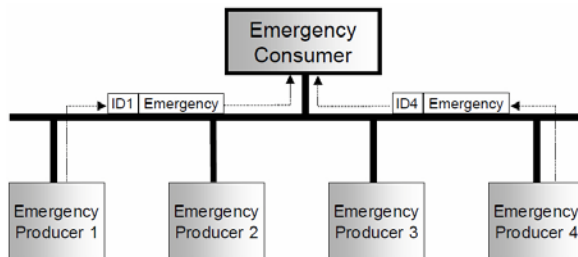 Emergency
Consumer
ID1 Emergency
ID4 Emergency
Emergency
Producer 1
Emergency
Producer 2
Emergency
Producer 3
Emergency
Producer 4